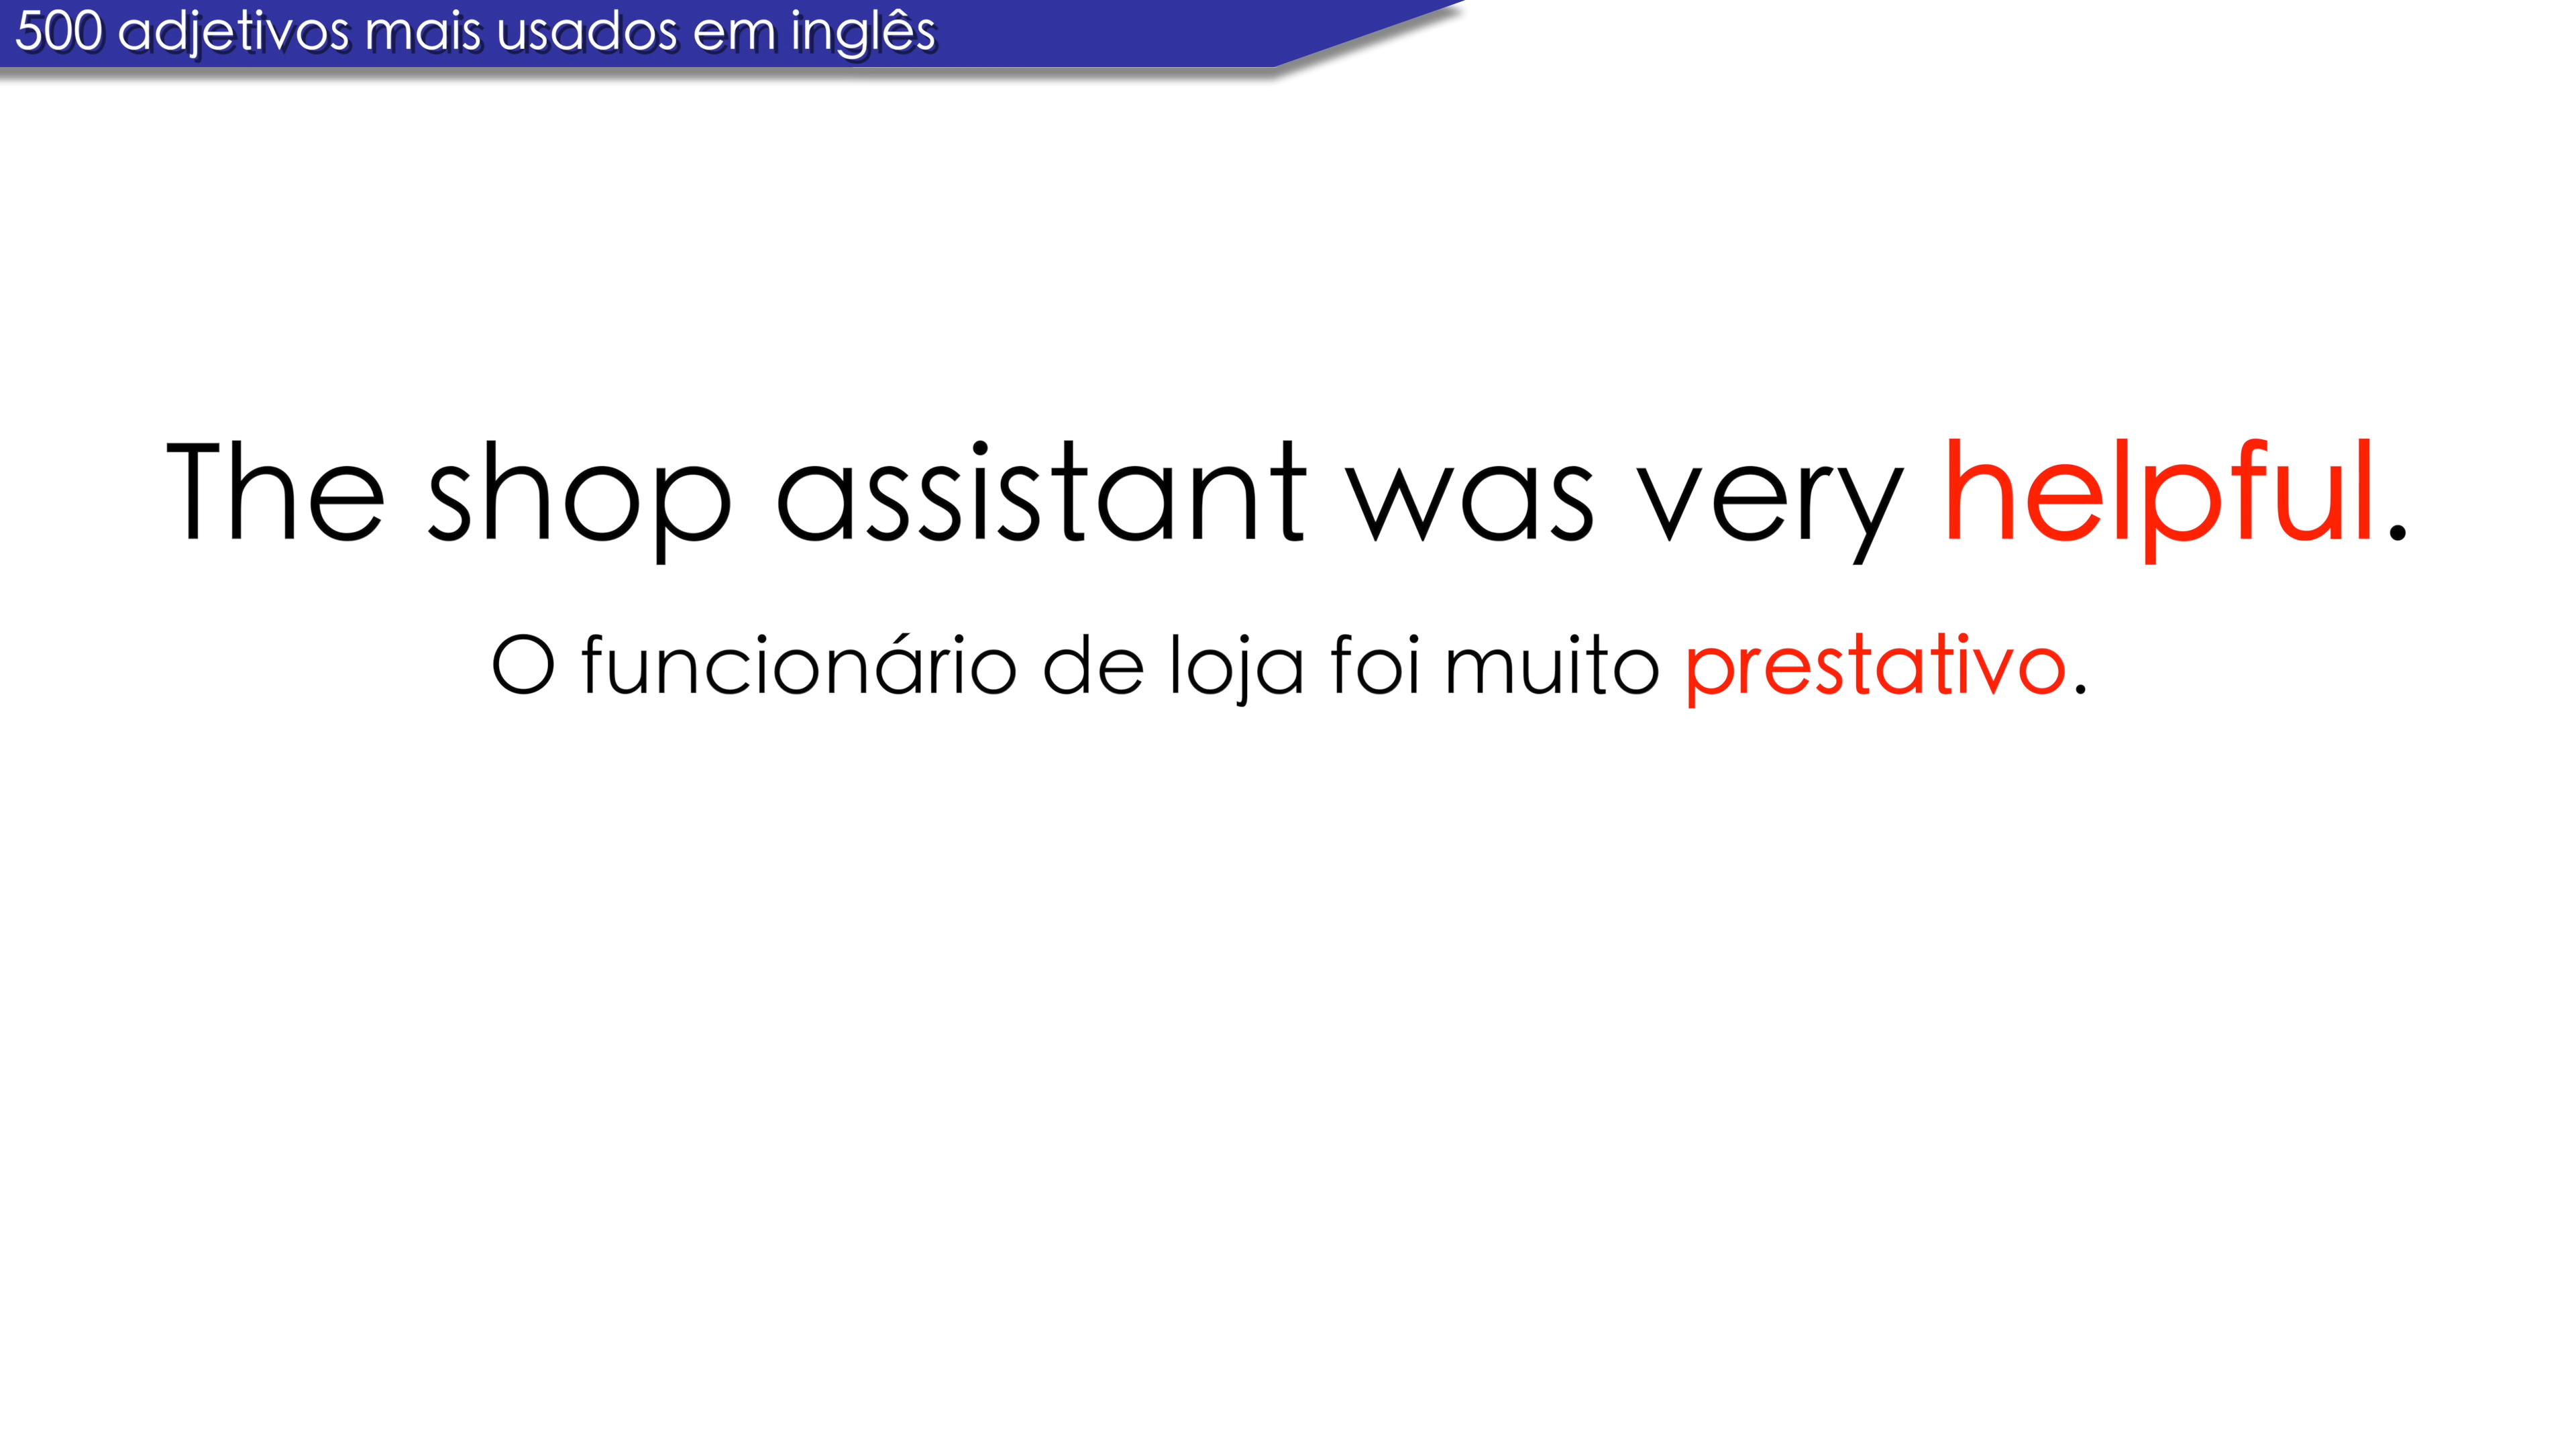 500 adjetivos mais usados em inglês
The shop assistant was very helpful.
O funcionário de loja foi muito prestativo.